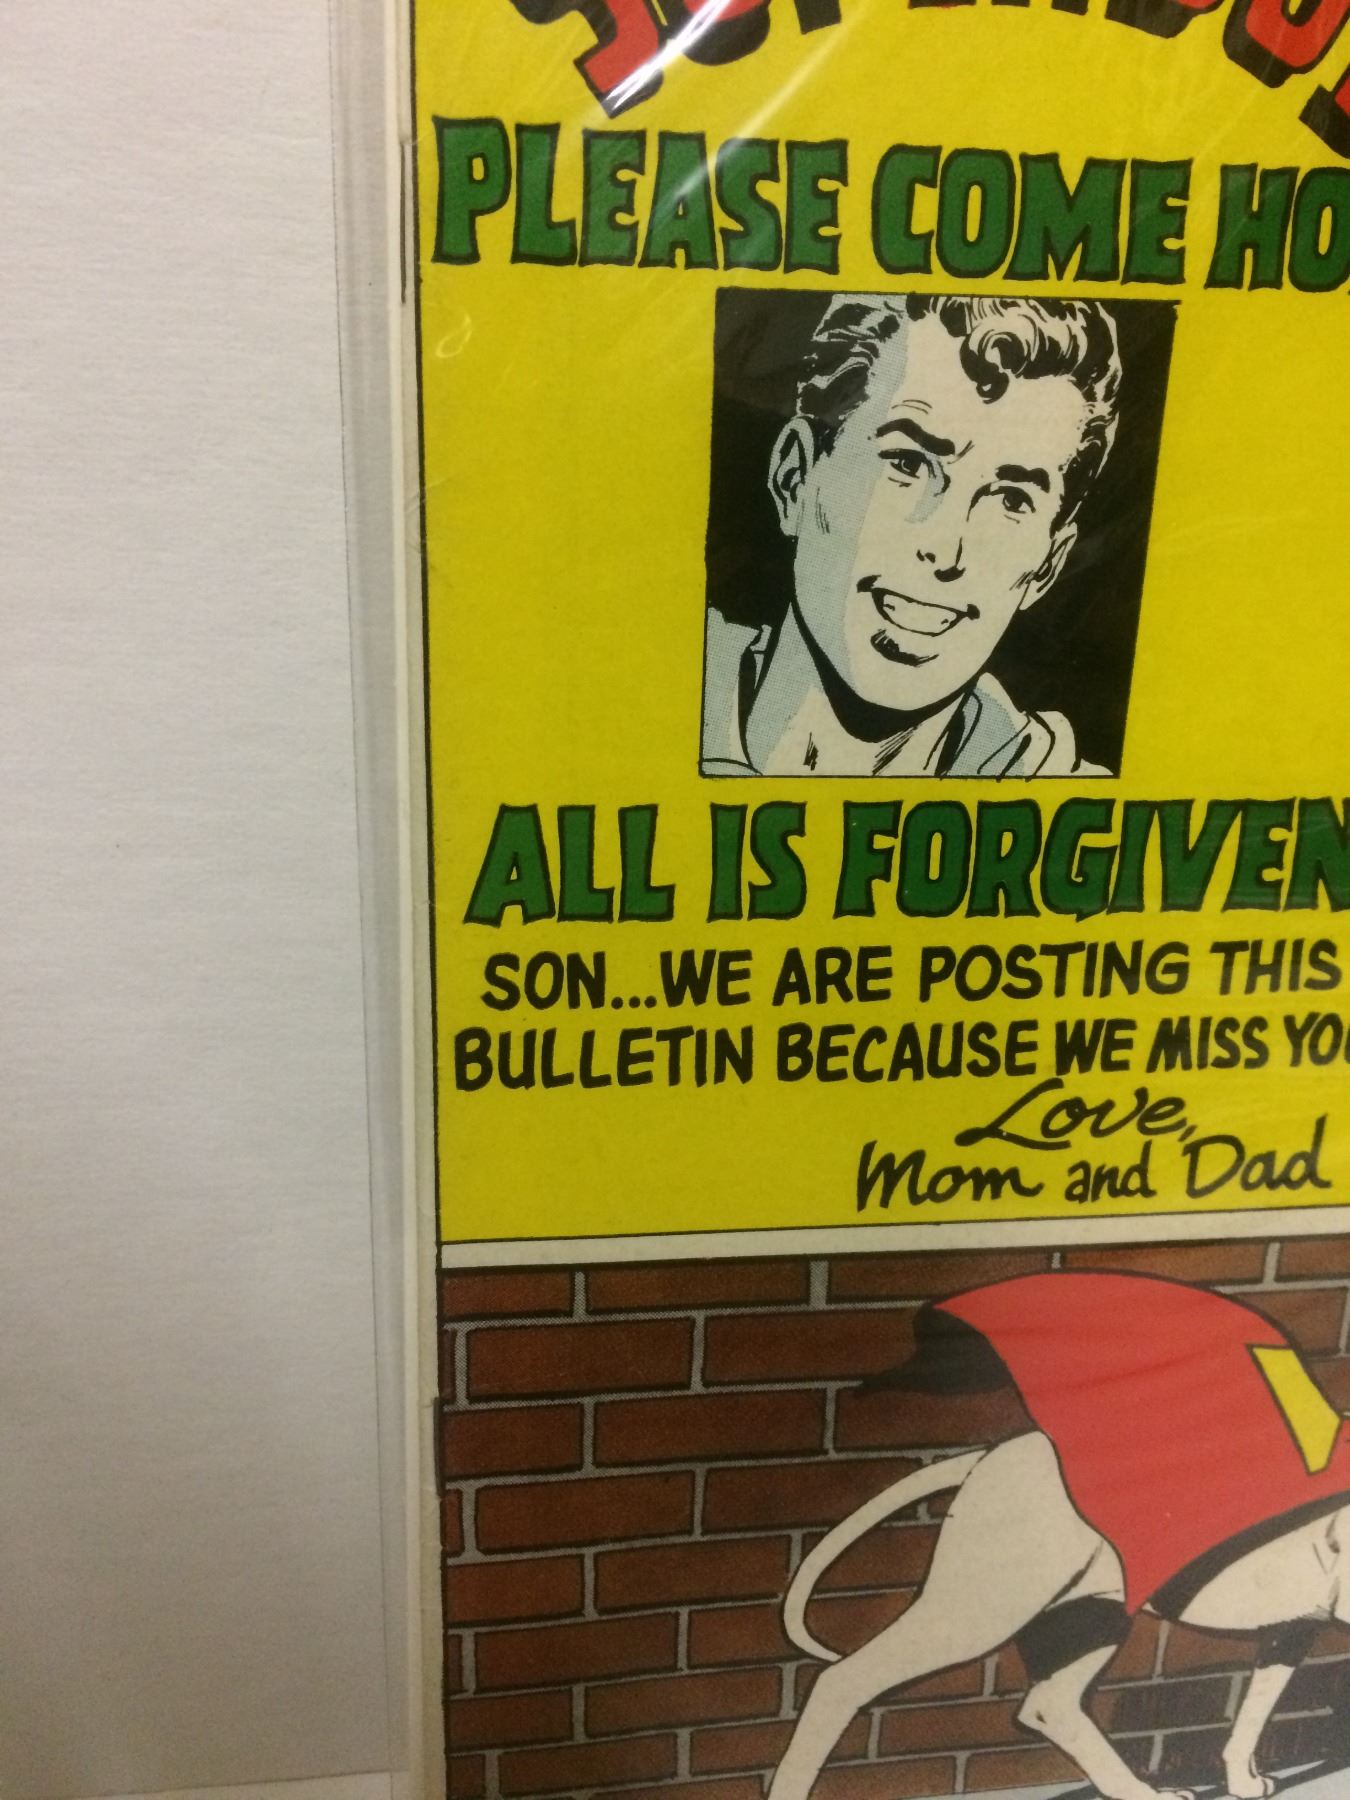 PLEASE COME HO
ALL IS FORGIVEN
SON...WE ARE POSTING THIS
BULLETIN BECAUSE WE MISS YOU
Love,
Mom and Dad